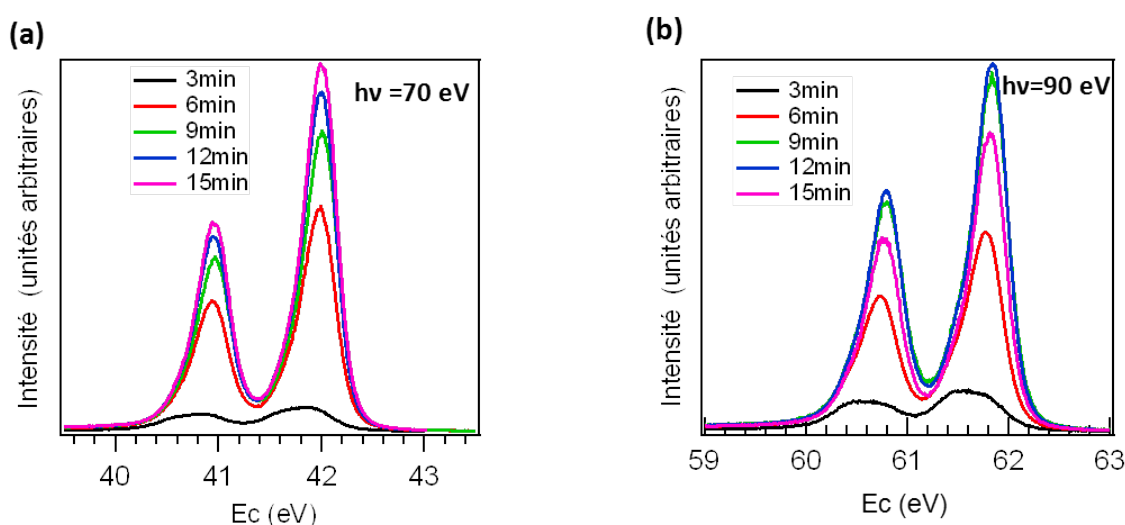 (a)
3min
6min
9min
12min
15min
hν =70 eV
Intensité (unités arbitraires)
40
41
42
43
Ec (eV)
(b)
3min
6min
9min
12min
15min
hν=90 eV
Intensité (unités arbitraires)
59
60
61
62
63
Ec (eV)